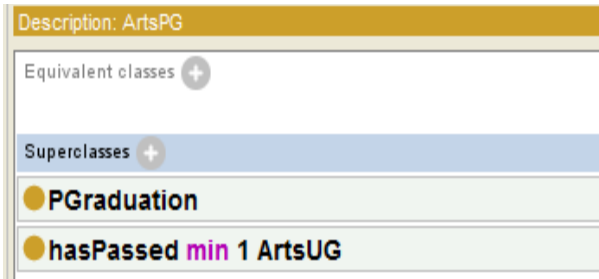 Description: ArtsPG
Equivalent classes
Superclasses
PGraduation
hasPassed min 1 ArtsUG